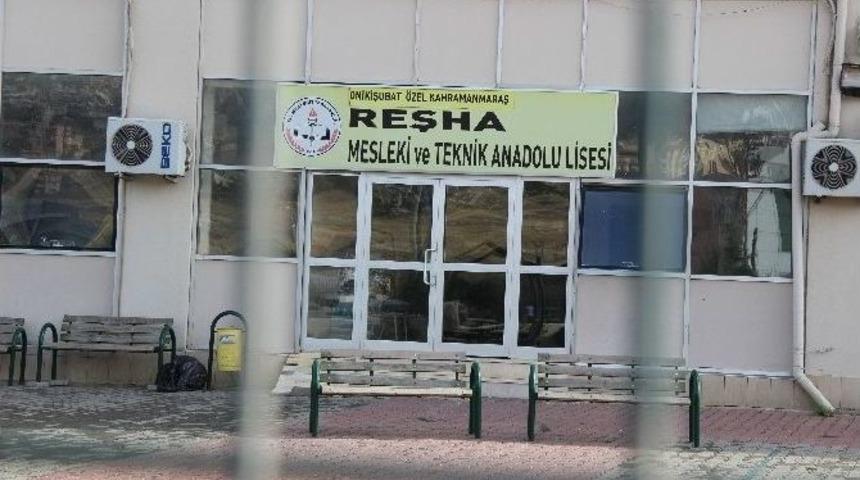 ONİKİŞUBAT ÖZEL KAHRAMANMARAŞ
REŞHA
MESLEKİ ve TEKNİK ANADOLU LİSESİ
BEKO